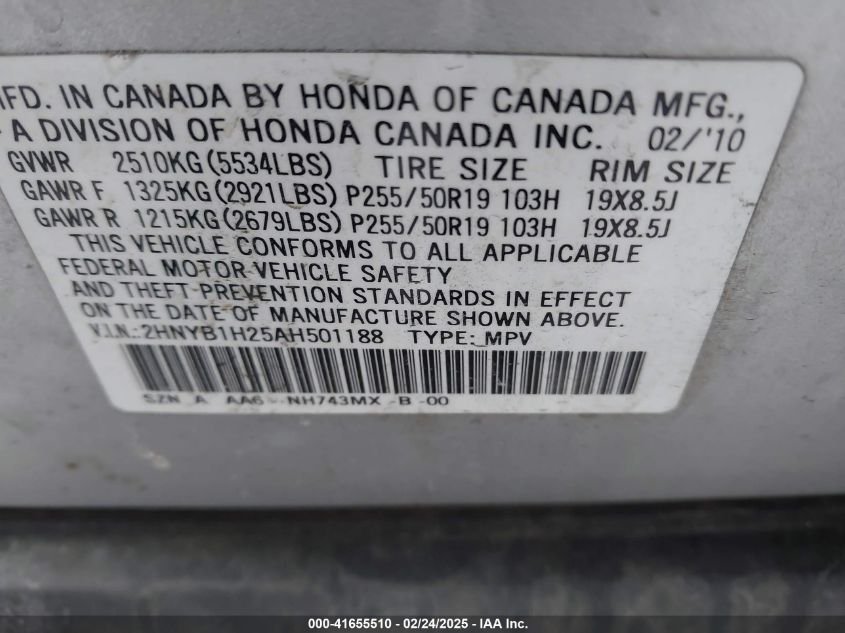 MFD. IN CANADA BY HONDA OF CANADA MFG.,
A DIVISION OF HONDA CANADA INC. 02/'10
GVWR 2510KG(5534LBS) TIRE SIZE RIM SIZE
GAWR F 1325KG(2921LBS) P255/50R19 103H 19X8.5J
GAWR R 1215KG(2679LBS) P255/50R19 103H 19X8.5J
THIS VEHICLE CONFORMS TO ALL APPLICABLE
FEDERAL MOTOR VEHICLE SAFETY
AND THEFT PREVENTION STANDARDS IN EFFECT
ON THE DATE OF MANUFACTURE SHOWN ABOVE.
V.I.N.:2HNYB1H25AH501188 TYPE: MPV
SZN A AA6 NH743MX -B -00
000-41655510 - 02/24/2025 - IAA Inc.